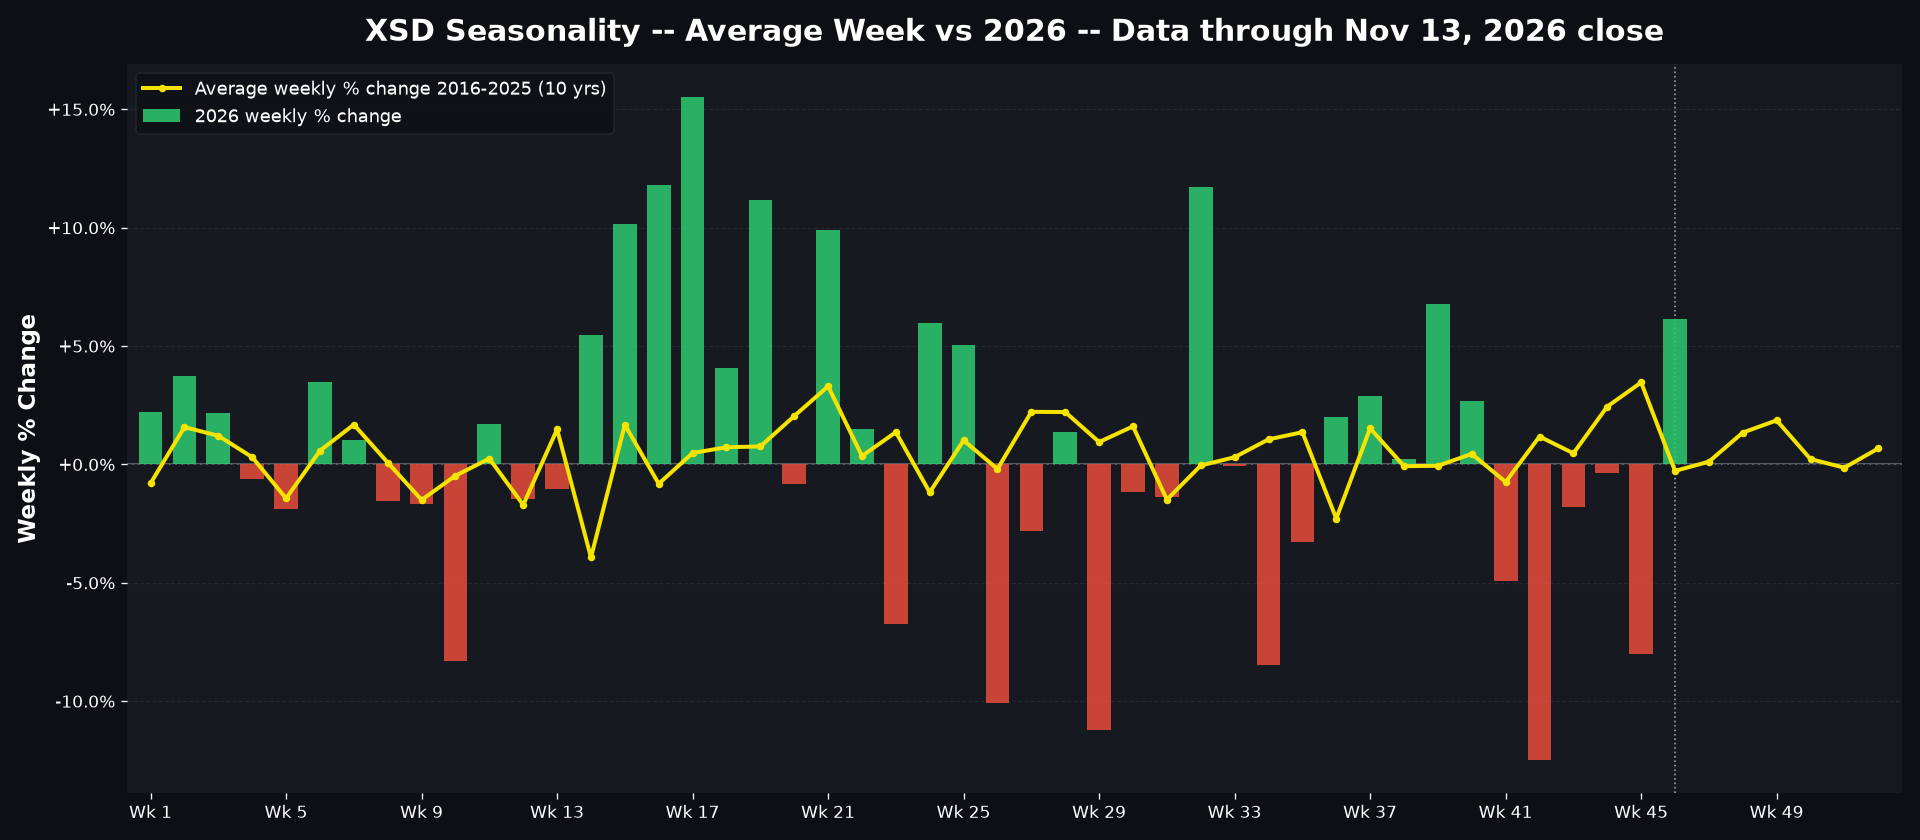 XSD Seasonality -- Average Week vs 2026 -- Data through Nov 13, 2026 close
Average weekly % change 2016-2025 (10 yrs)
2026 weekly % change
Weekly % Change
+15.0%
+10.0%
+5.0%
+0.0%
-5.0%
-10.0%
Wk 1 Wk 5 Wk 9 Wk 13 Wk 17 Wk 21 Wk 25 Wk 29 Wk 33 Wk 37 Wk 41 Wk 45 Wk 49